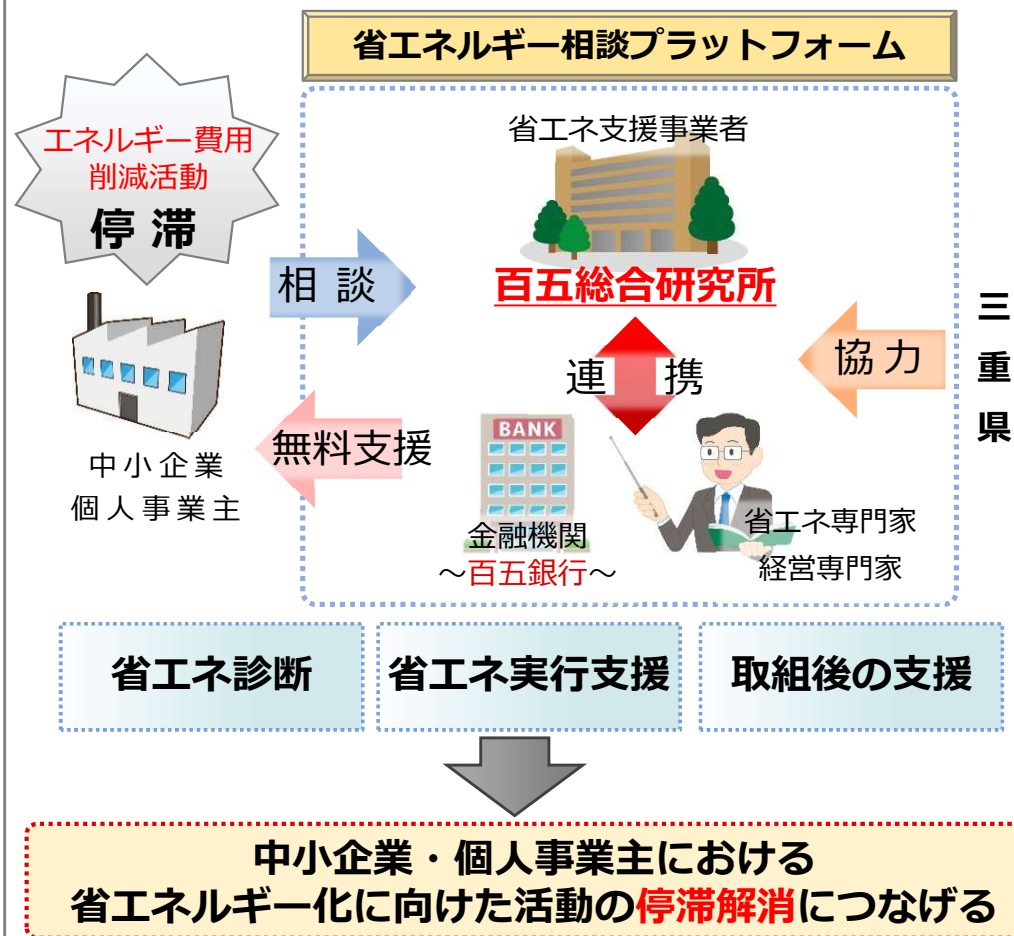 省エネルギー相談プラットフォーム
エネルギー費用
削減活動
停滞
省エネ支援事業者
百五総合研究所
相談
連携
協力
三重県
無料支援
中小企業
個人事業主
BANK
金融機関
～百五銀行～
省エネ専門家
経営専門家
省エネ診断
省エネ実行支援
取組後の支援
中小企業・個人事業主における
省エネルギー化に向けた活動の停滞解消につなげる